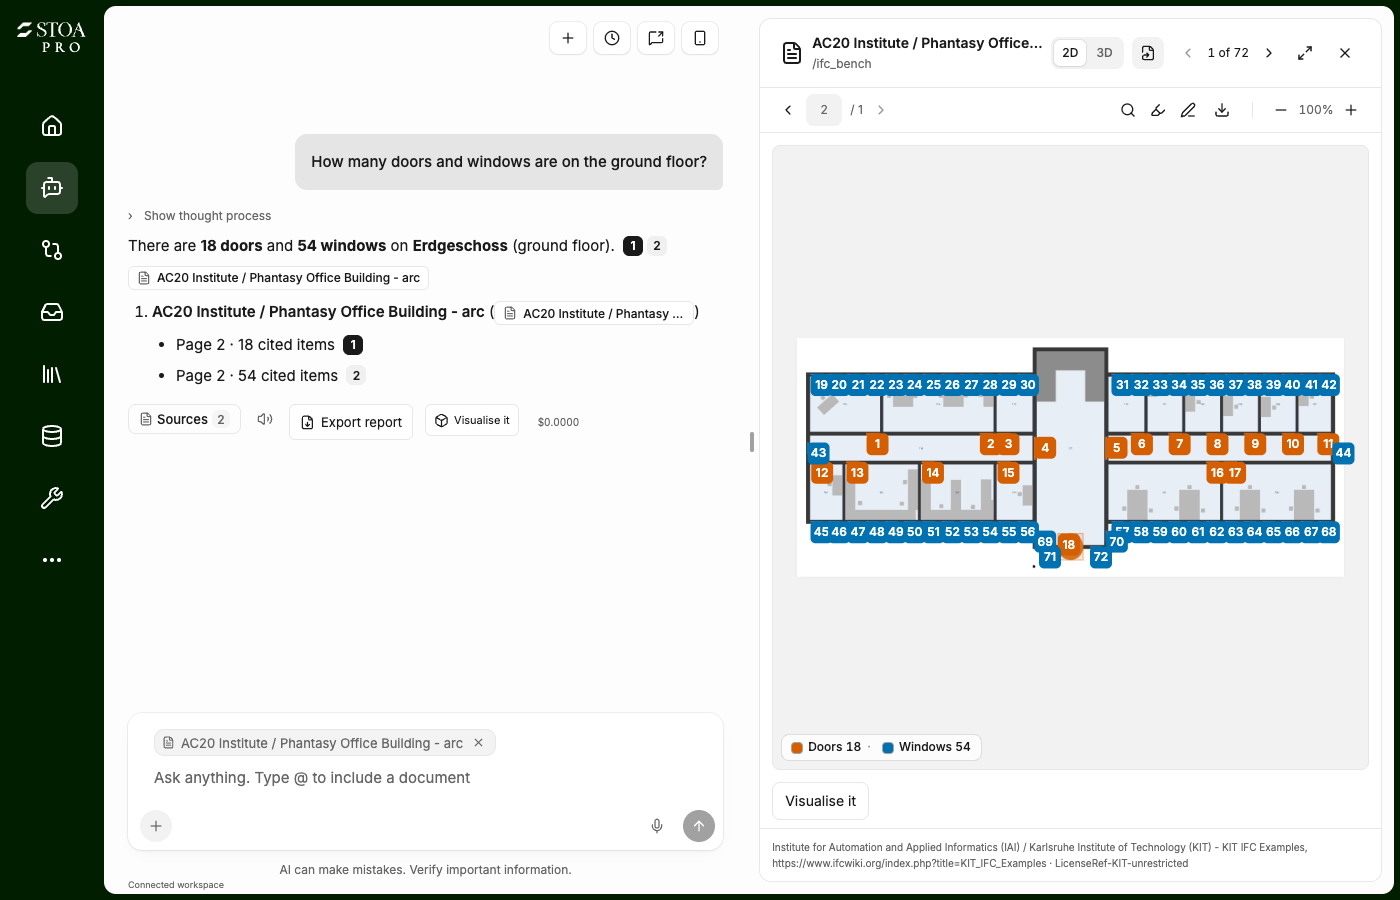 STOA
PRO
How many doors and windows are on the ground floor?
Show thought process
There are 18 doors and 54 windows on Erdgeschoss (ground floor). 1 2
AC20 Institute / Phantasy Office Building - arc
1. AC20 Institute / Phantasy Office Building - arc (AC20 Institute / Phantasy ...)
• Page 2 · 18 cited items 1
• Page 2 · 54 cited items 2
Sources 2
Export report
Visualise it
$0.0000
AC20 Institute / Phantasy Office Building - arc
Ask anything. Type @ to include a document
AI can make mistakes. Verify important information.
Connected workspace
AC20 Institute / Phantasy Office...
/ifc_bench
2D 3D
1 of 72
2 / 1
100%
19 20 21 22 23 24 25 26 27 28 29 30 31 32 33 34 35 36 37 38 39 40 41 42
1 2 3 4 5 6 7 8 9 10 11
43 44
12 13 14 15 16 17
45 46 47 48 49 50 51 52 53 54 55 56 57 58 59 60 61 62 63 64 65 66 67 68
69 18 70
71 72
Doors 18 · Windows 54
Visualise it
Institute for Automation and Applied Informatics (IAI) / Karlsruhe Institute of Technology (KIT) - KIT IFC Examples,
https://www.ifcwiki.org/index.php?title=KIT_IFC_Examples · LicenseRef-KIT-unrestricted